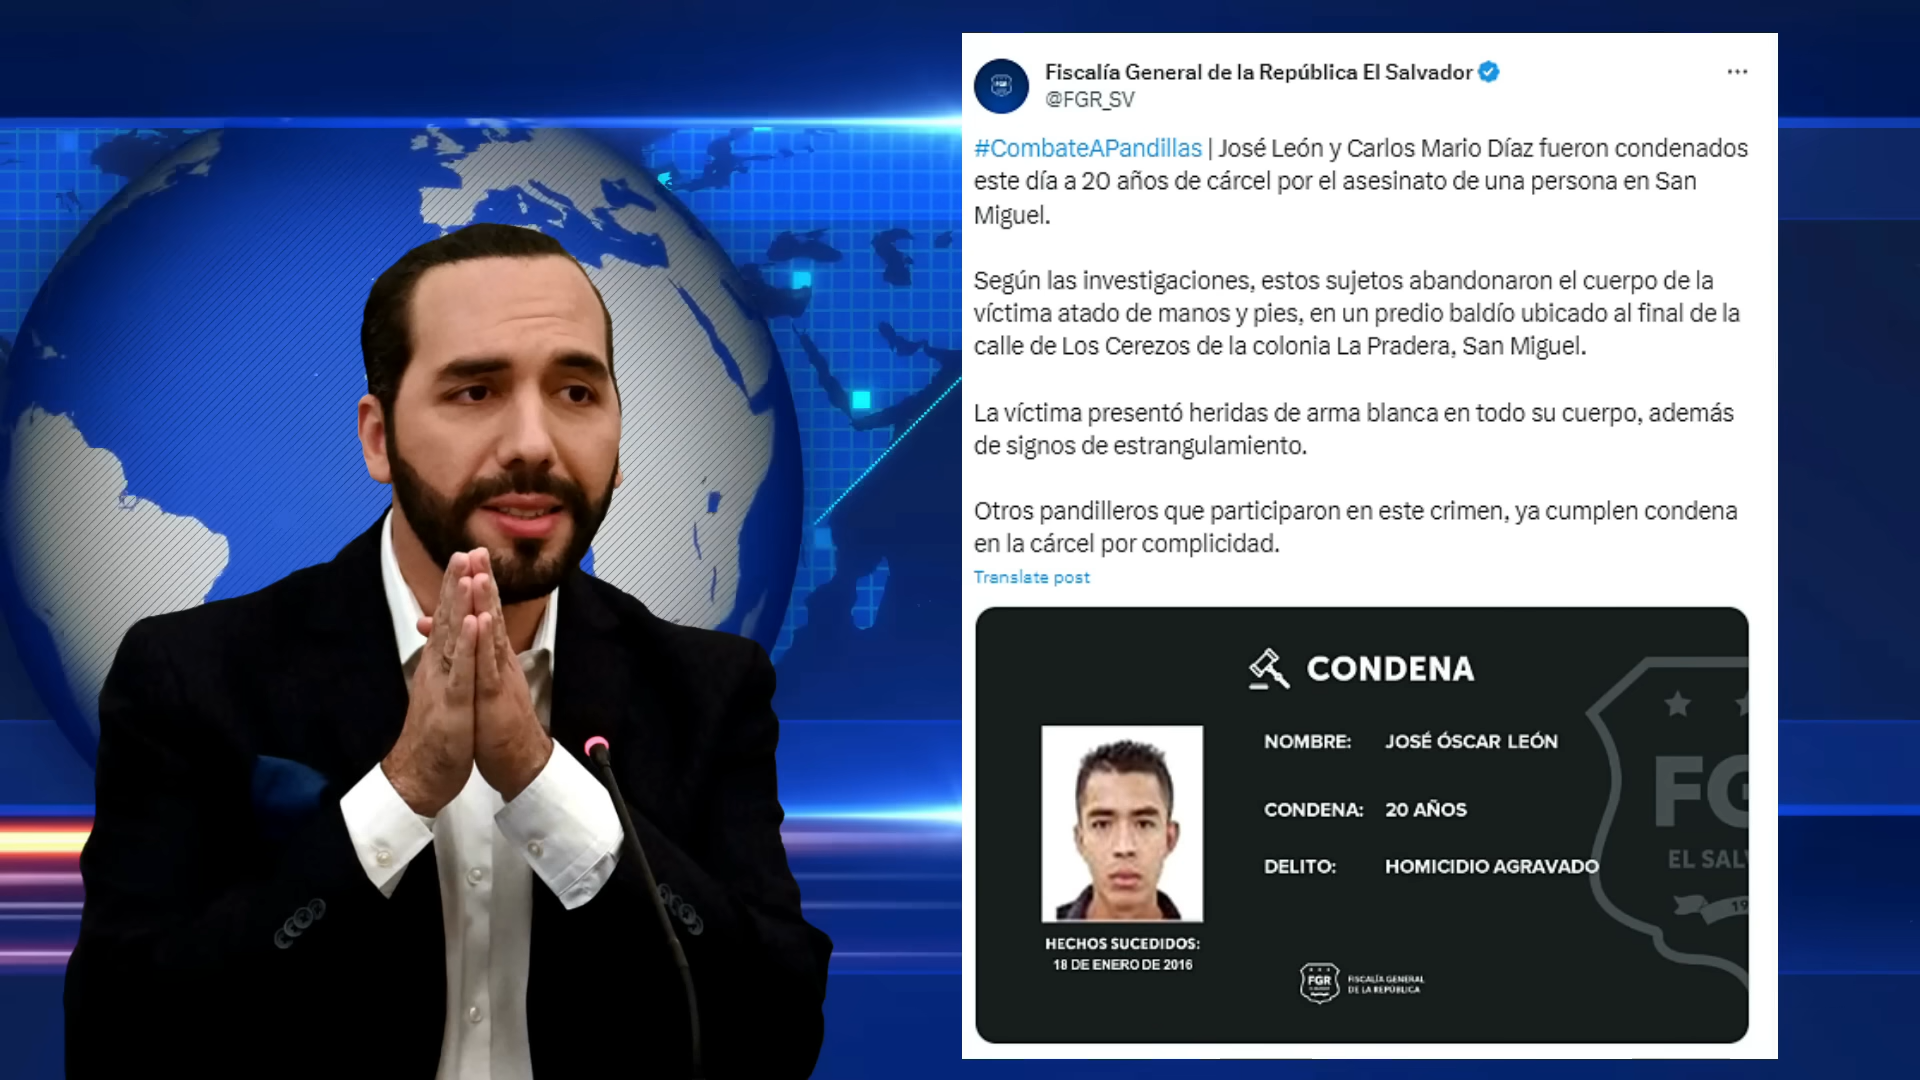 Fiscalía General de la República El Salvador
@FGR_SV
#CombateAPandillas | José León y Carlos Mario Díaz fueron condenados
este día a 20 años de cárcel por el asesinato de una persona en San
Miguel.
Según las investigaciones, estos sujetos abandonaron el cuerpo de la
víctima atado de manos y pies, en un predio baldío ubicado al final de la
calle de Los Cerezos de la colonia La Pradera, San Miguel.
La víctima presentó heridas de arma blanca en todo su cuerpo, además
de signos de estrangulamiento.
Otros pandilleros que participaron en este crimen, ya cumplen condena
en la cárcel por complicidad.
Translate post
CONDENA
NOMBRE: JOSÉ ÓSCAR LEÓN
CONDENA: 20 AÑOS
DELITO: HOMICIDIO AGRAVADO
HECHOS SUCEDIDOS:
18 DE ENERO DE 2016
FGR
FISCALÍA GENERAL
DE LA REPÚBLICA
FG
EL SAL
19